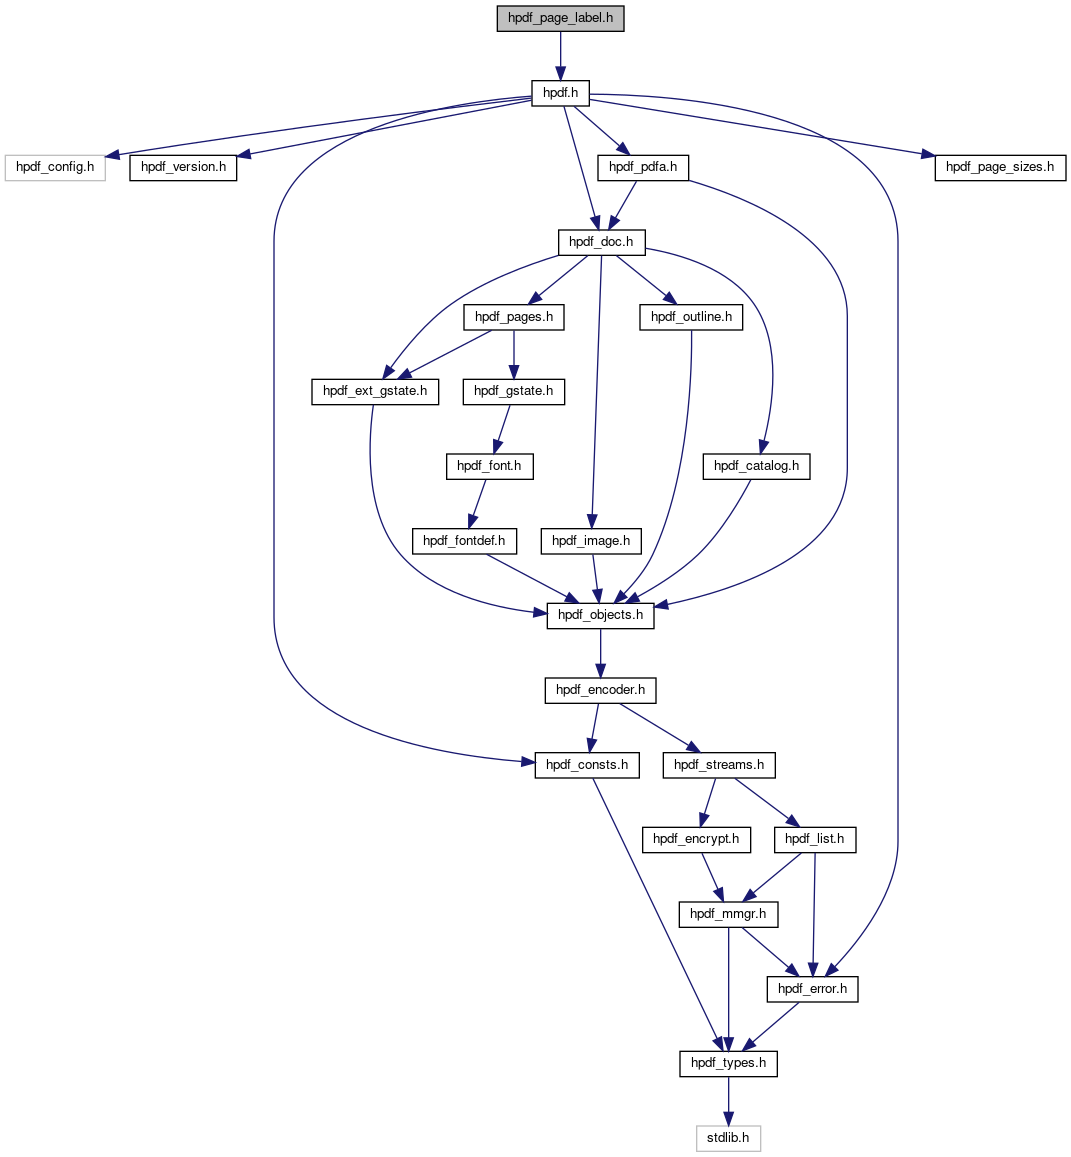 hpdf_page_label.h
hpdf.h
hpdf_config.h
hpdf_version.h
hpdf_pdfa.h
hpdf_page_sizes.h
hpdf_doc.h
hpdf_pages.h
hpdf_outline.h
hpdf_ext_gstate.h
hpdf_gstate.h
hpdf_font.h
hpdf_catalog.h
hpdf_fontdef.h
hpdf_image.h
hpdf_objects.h
hpdf_encoder.h
hpdf_consts.h
hpdf_streams.h
hpdf_encrypt.h
hpdf_list.h
hpdf_mmgr.h
hpdf_error.h
hpdf_types.h
stdlib.h